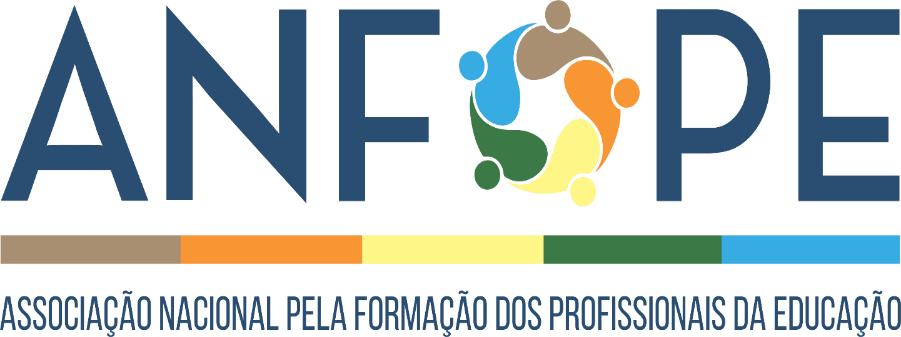 ANFOPE
ASSOCIAÇÃO NACIONAL PELA FORMAÇÃO DOS PROFISSIONAIS DA EDUCAÇÃO